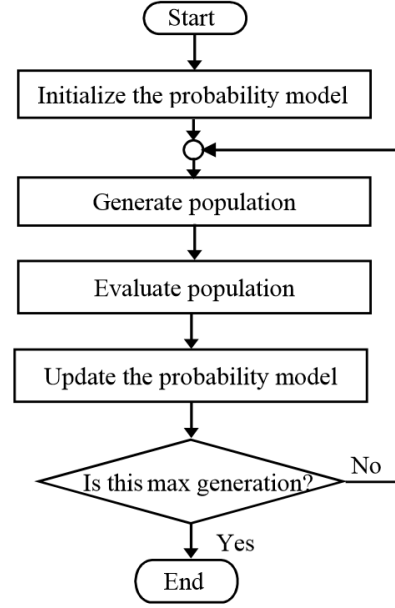 Start
Initialize the probability model
Generate population
Evaluate population
Update the probability model
Is this max generation?
No
Yes
End